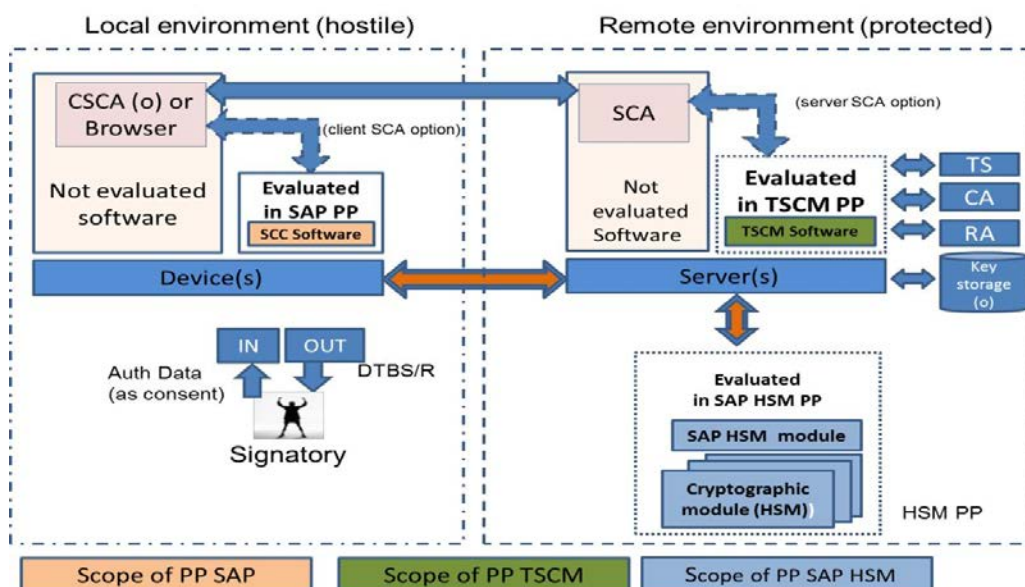 Local environment (hostile)
Remote environment (protected)
CSCA (o) or
Browser
(client SCA option)
Not evaluated
software
Evaluated
in SAP PP
SCC Software
Device(s)
IN
OUT
Auth Data
(as consent)
DTBS/R
Signatory
SCA
(server SCA option)
Not
evaluated
Software
Evaluated
in TSCM PP
TSCM Software
TS
CA
RA
Server(s)
Key
storage
(o)
Evaluated
in SAP HSM PP
SAP HSM module
Cryptographic
module (HSM))
HSM PP
Scope of PP SAP
Scope of PP TSCM
Scope of PP SAP HSM